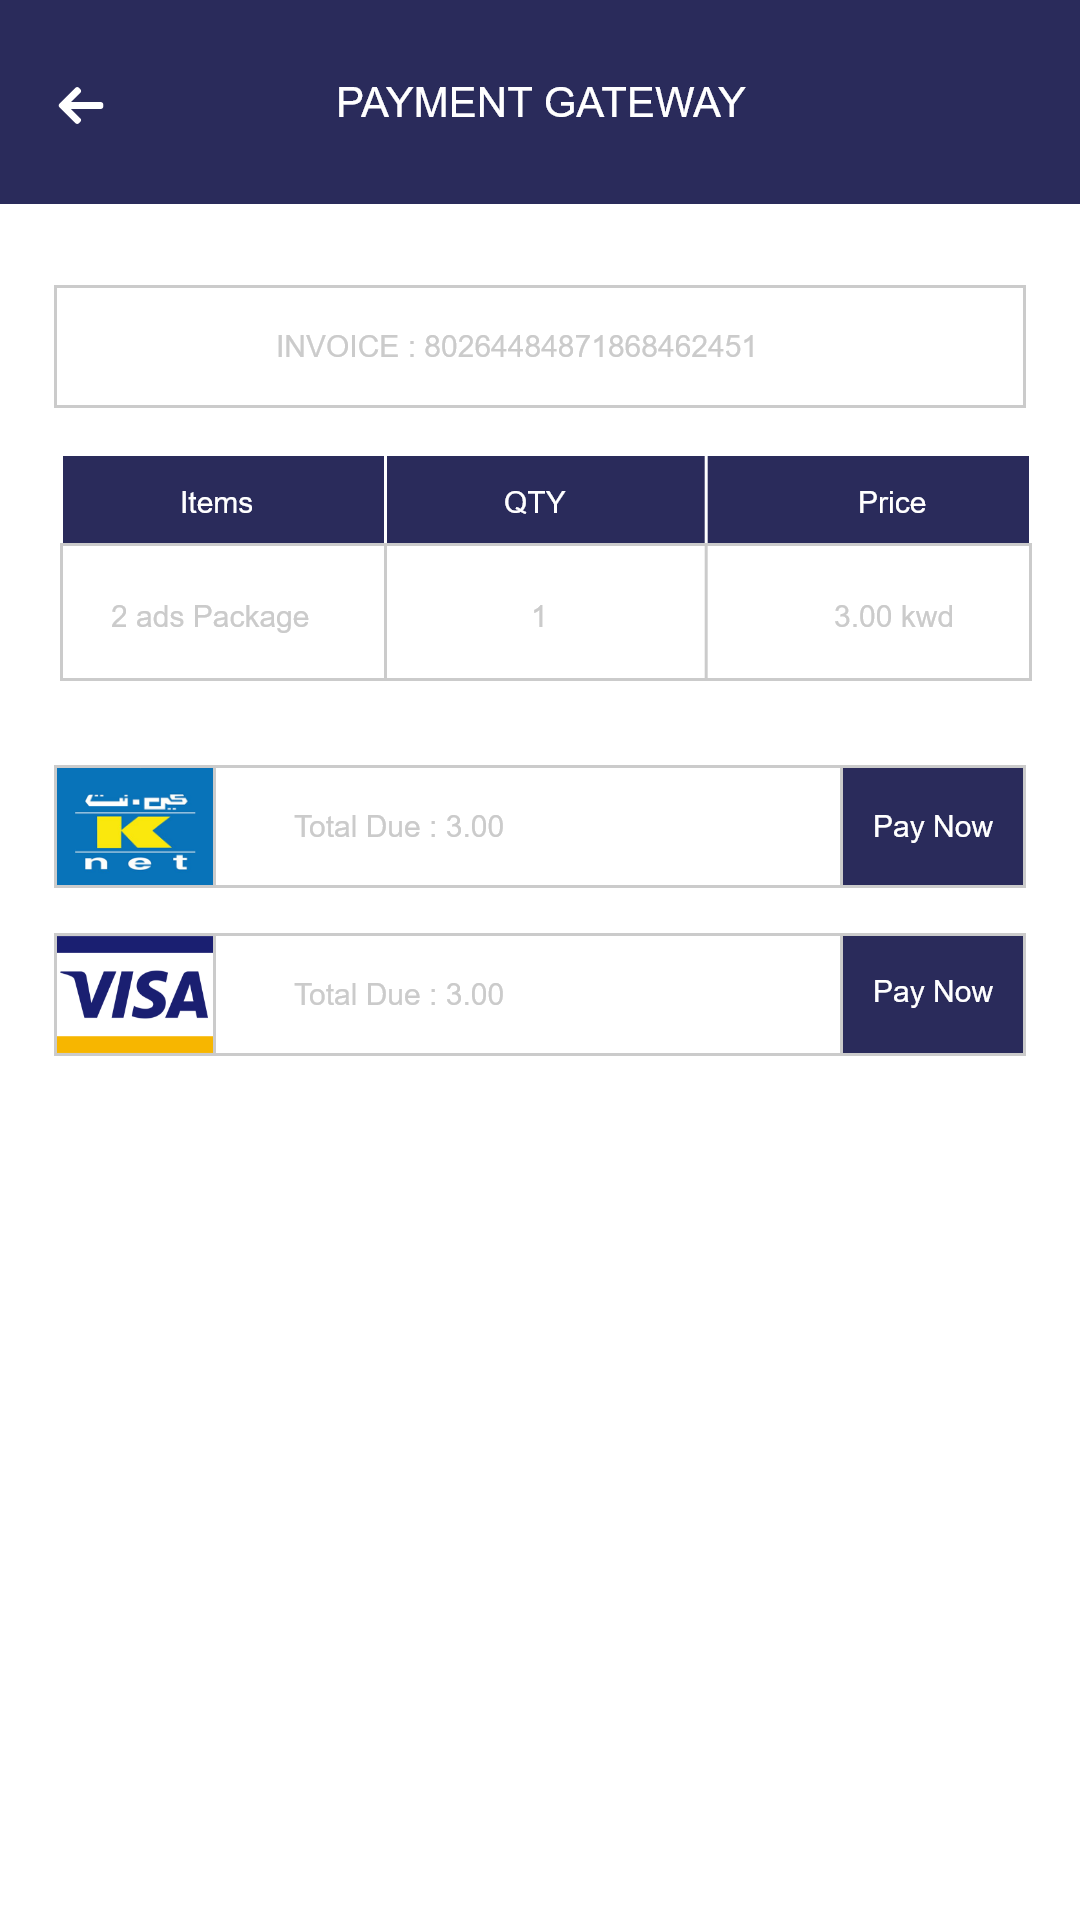 PAYMENT GATEWAY
INVOICE : 80264484871868462451
Items QTY Price
2 ads Package 1 3.00 kwd
كي.نت
K
net
Total Due : 3.00 Pay Now
VISA Total Due : 3.00 Pay Now